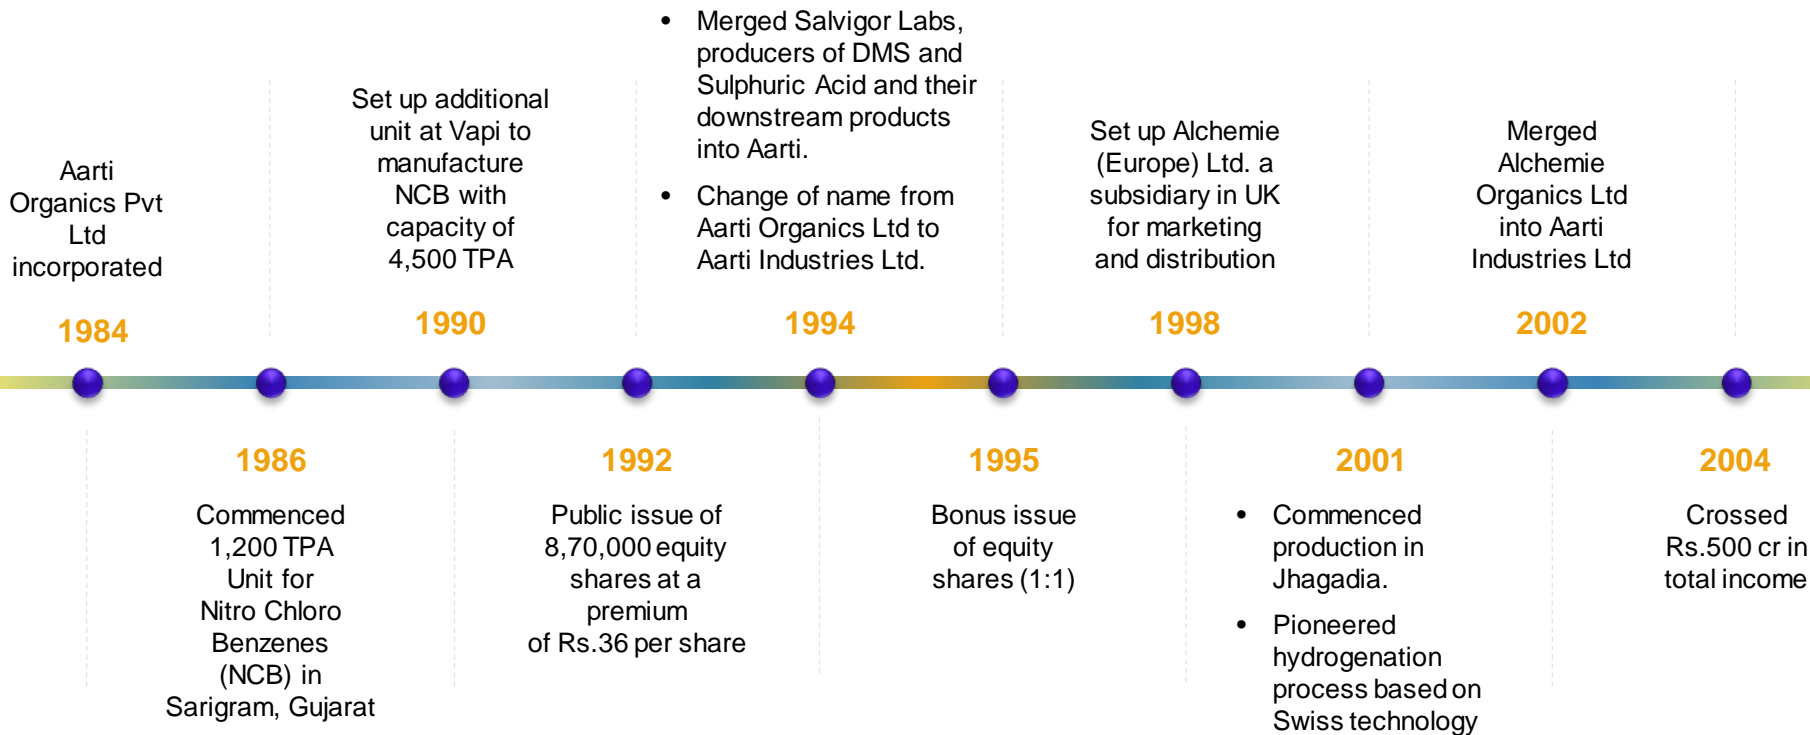 Aarti
Organics Pvt
Ltd
incorporated
1984
1986
Commenced
1,200 TPA
Unit for
Nitro Chloro
Benzenes
(NCB) in
Sarigram, Gujarat
Set up additional
unit at Vapi to
manufacture
NCB with
capacity of
4,500 TPA
1990
1992
Public issue of
8,70,000 equity
shares at a
premium
of Rs.36 per share
• Merged Salvigor Labs,
producers of DMS and
Sulphuric Acid and their
downstream products
into Aarti.
• Change of name from
Aarti Organics Ltd to
Aarti Industries Ltd.
1994
1995
Bonus issue
of equity
shares (1:1)
Set up Alchemie
(Europe) Ltd. a
subsidiary in UK
for marketing
and distribution
1998
2001
• Commenced
production in
Jhagadia.
• Pioneered
hydrogenation
process based on
Swiss technology
Merged
Alchemie
Organics Ltd
into Aarti
Industries Ltd
2002
2004
Crossed
Rs.500 cr in
total income